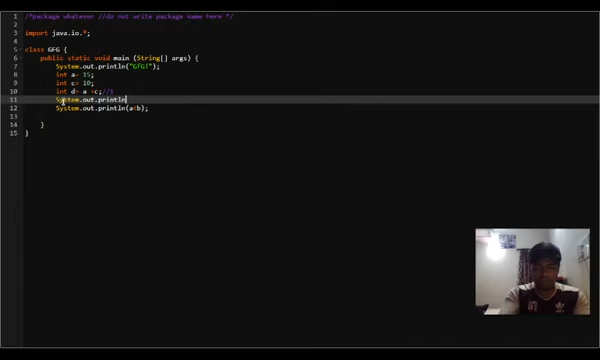 /*package whatever //do not write package name here */
import java.io.*;
class GFG {
public static void main (String[] args) {
System.out.println("GFG!");
int a= 15;
int c= 10;
int d= a +c;//1
System.out.println
System.out.println(a<b);
}
}